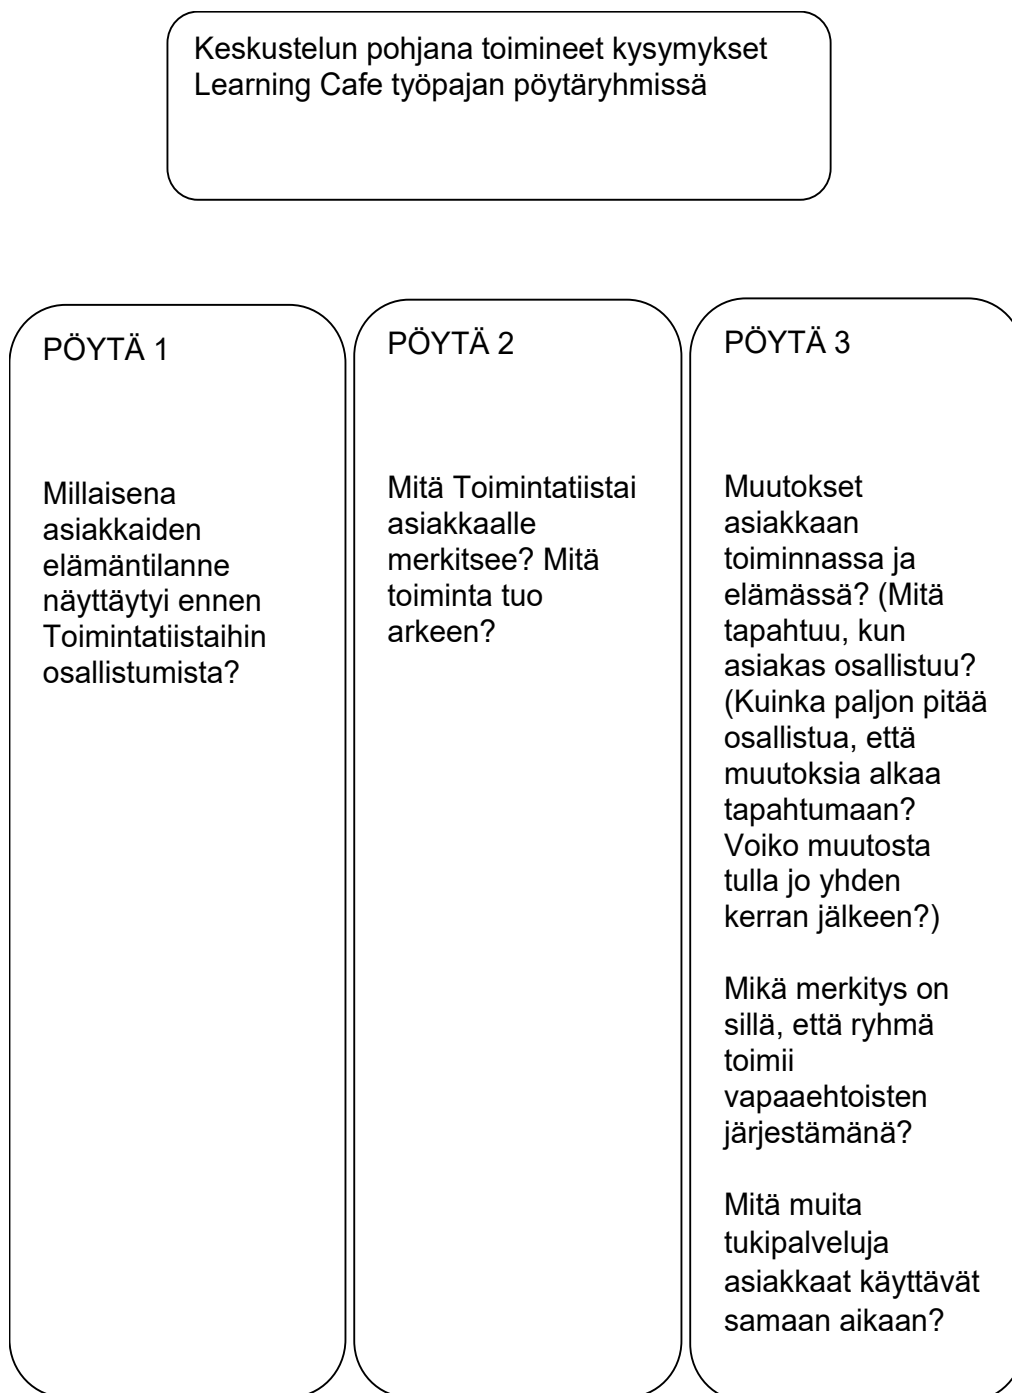 Keskustelun pohjana toimineet kysymykset
Learning Cafe työpajan pöytäryhmissä
PÖYTÄ 1
Millaisena
asiakkaiden
elämäntilanne
näyttäytyi ennen
Toimintatiistaihin
osallistumista?
PÖYTÄ 2
Mitä Toimintatiistai
asiakkaalle
merkitsee? Mitä
toiminta tuo
arkeen?
PÖYTÄ 3
Muutokset
asiakkaan
toiminnassa ja
elämässä? (Mitä
tapahtuu, kun
asiakas osallistuu?
(Kuinka paljon pitää
osallistua, että
muutoksia alkaa
tapahtumaan?
Voiko muutosta
tulla jo yhden
kerran jälkeen?)
Mikä merkitys on
sillä, että ryhmä
toimii
vapaaehtoisten
järjestämänä?
Mitä muita
tukipalveluja
asiakkaat käyttävät
samaan aikaan?